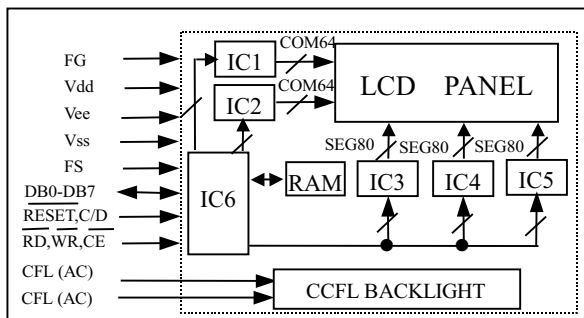 FG
Vdd
Vee
Vss
FS
DB0-DB7
RESET,C/D
RD,WR,CE
CFL (AC)
CFL (AC)
IC1
COM64
IC2
COM64
LCD PANEL
SEG80
SEG80
SEG80
IC6
RAM
IC3
IC4
IC5
CCFL BACKLIGHT